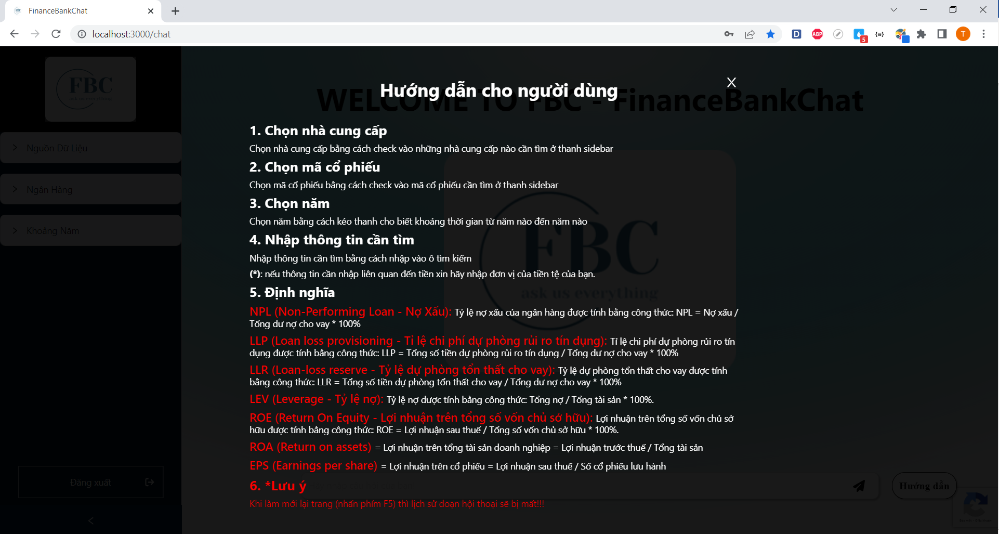 FinanceBankChat
localhost:3000/chat
D
ABP
5
T
FBC
ask us everything
WELCOME TO FBC - FinanceBankChat
Hướng dẫn cho người dùng
X
Nguồn Dữ Liệu
Ngân Hàng
Khoảng Năm
1. Chọn nhà cung cấp
Chọn nhà cung cấp bằng cách check vào những nhà cung cấp nào cần tìm ở thanh sidebar
2. Chọn mã cổ phiếu
Chọn mã cổ phiếu bằng cách check vào mã cổ phiếu cần tìm ở thanh sidebar
3. Chọn năm
Chọn năm bằng cách kéo thanh cho biết khoảng thời gian từ năm nào đến năm nào
4. Nhập thông tin cần tìm
Nhập thông tin cần tìm bằng cách nhập vào ô tìm kiếm
(*): nếu thông tin cần nhập liên quan đến tiền xin hãy nhập đơn vị của tiền tệ của bạn.
FBC
ask us everything
5. Định nghĩa
NPL (Non-Performing Loan - Nợ Xấu): Tỷ lệ nợ xấu của ngân hàng được tính bằng công thức: NPL = Nợ xấu /
Tổng dư nợ cho vay * 100%
LLP (Loan loss provisioning - Tỉ lệ chi phí dự phòng rủi ro tín dụng): Tỉ lệ chi phí dự phòng rủi ro tín
dụng được tính bằng công thức: LLP = Tổng số tiền dự phòng rủi ro tín dụng / Tổng dư nợ cho vay * 100%
LLR (Loan-loss reserve - Tỷ lệ dự phòng tổn thất cho vay): Tỷ lệ dự phòng tổn thất cho vay được tính
bằng công thức: LLR = Tổng số tiền dự phòng tổn thất cho vay / Tổng dư nợ cho vay * 100%
LEV (Leverage - Tỷ lệ nợ): Tỷ lệ nợ được tính bằng công thức: Tổng nợ / Tổng tài sản * 100%.
ROE (Return On Equity - Lợi nhuận trên tổng số vốn chủ sở hữu): Lợi nhuận trên tổng số vốn chủ sở
hữu được tính bằng công thức: ROE = Lợi nhuận sau thuế / Tổng số vốn chủ sở hữu * 100%.
ROA (Return on assets) = Lợi nhuận trên tổng tài sản doanh nghiệp = Lợi nhuận trước thuế / Tổng tài sản
EPS (Earnings per share) = Lợi nhuận trên cổ phiếu = Lợi nhuận sau thuế / Số cổ phiếu lưu hành
6. *Lưu ý
Khi làm mới lại trang (nhấn phím F5) thì lịch sử đoạn hội thoại sẽ bị mất!!!
Đăng xuất
Hướng dẫn